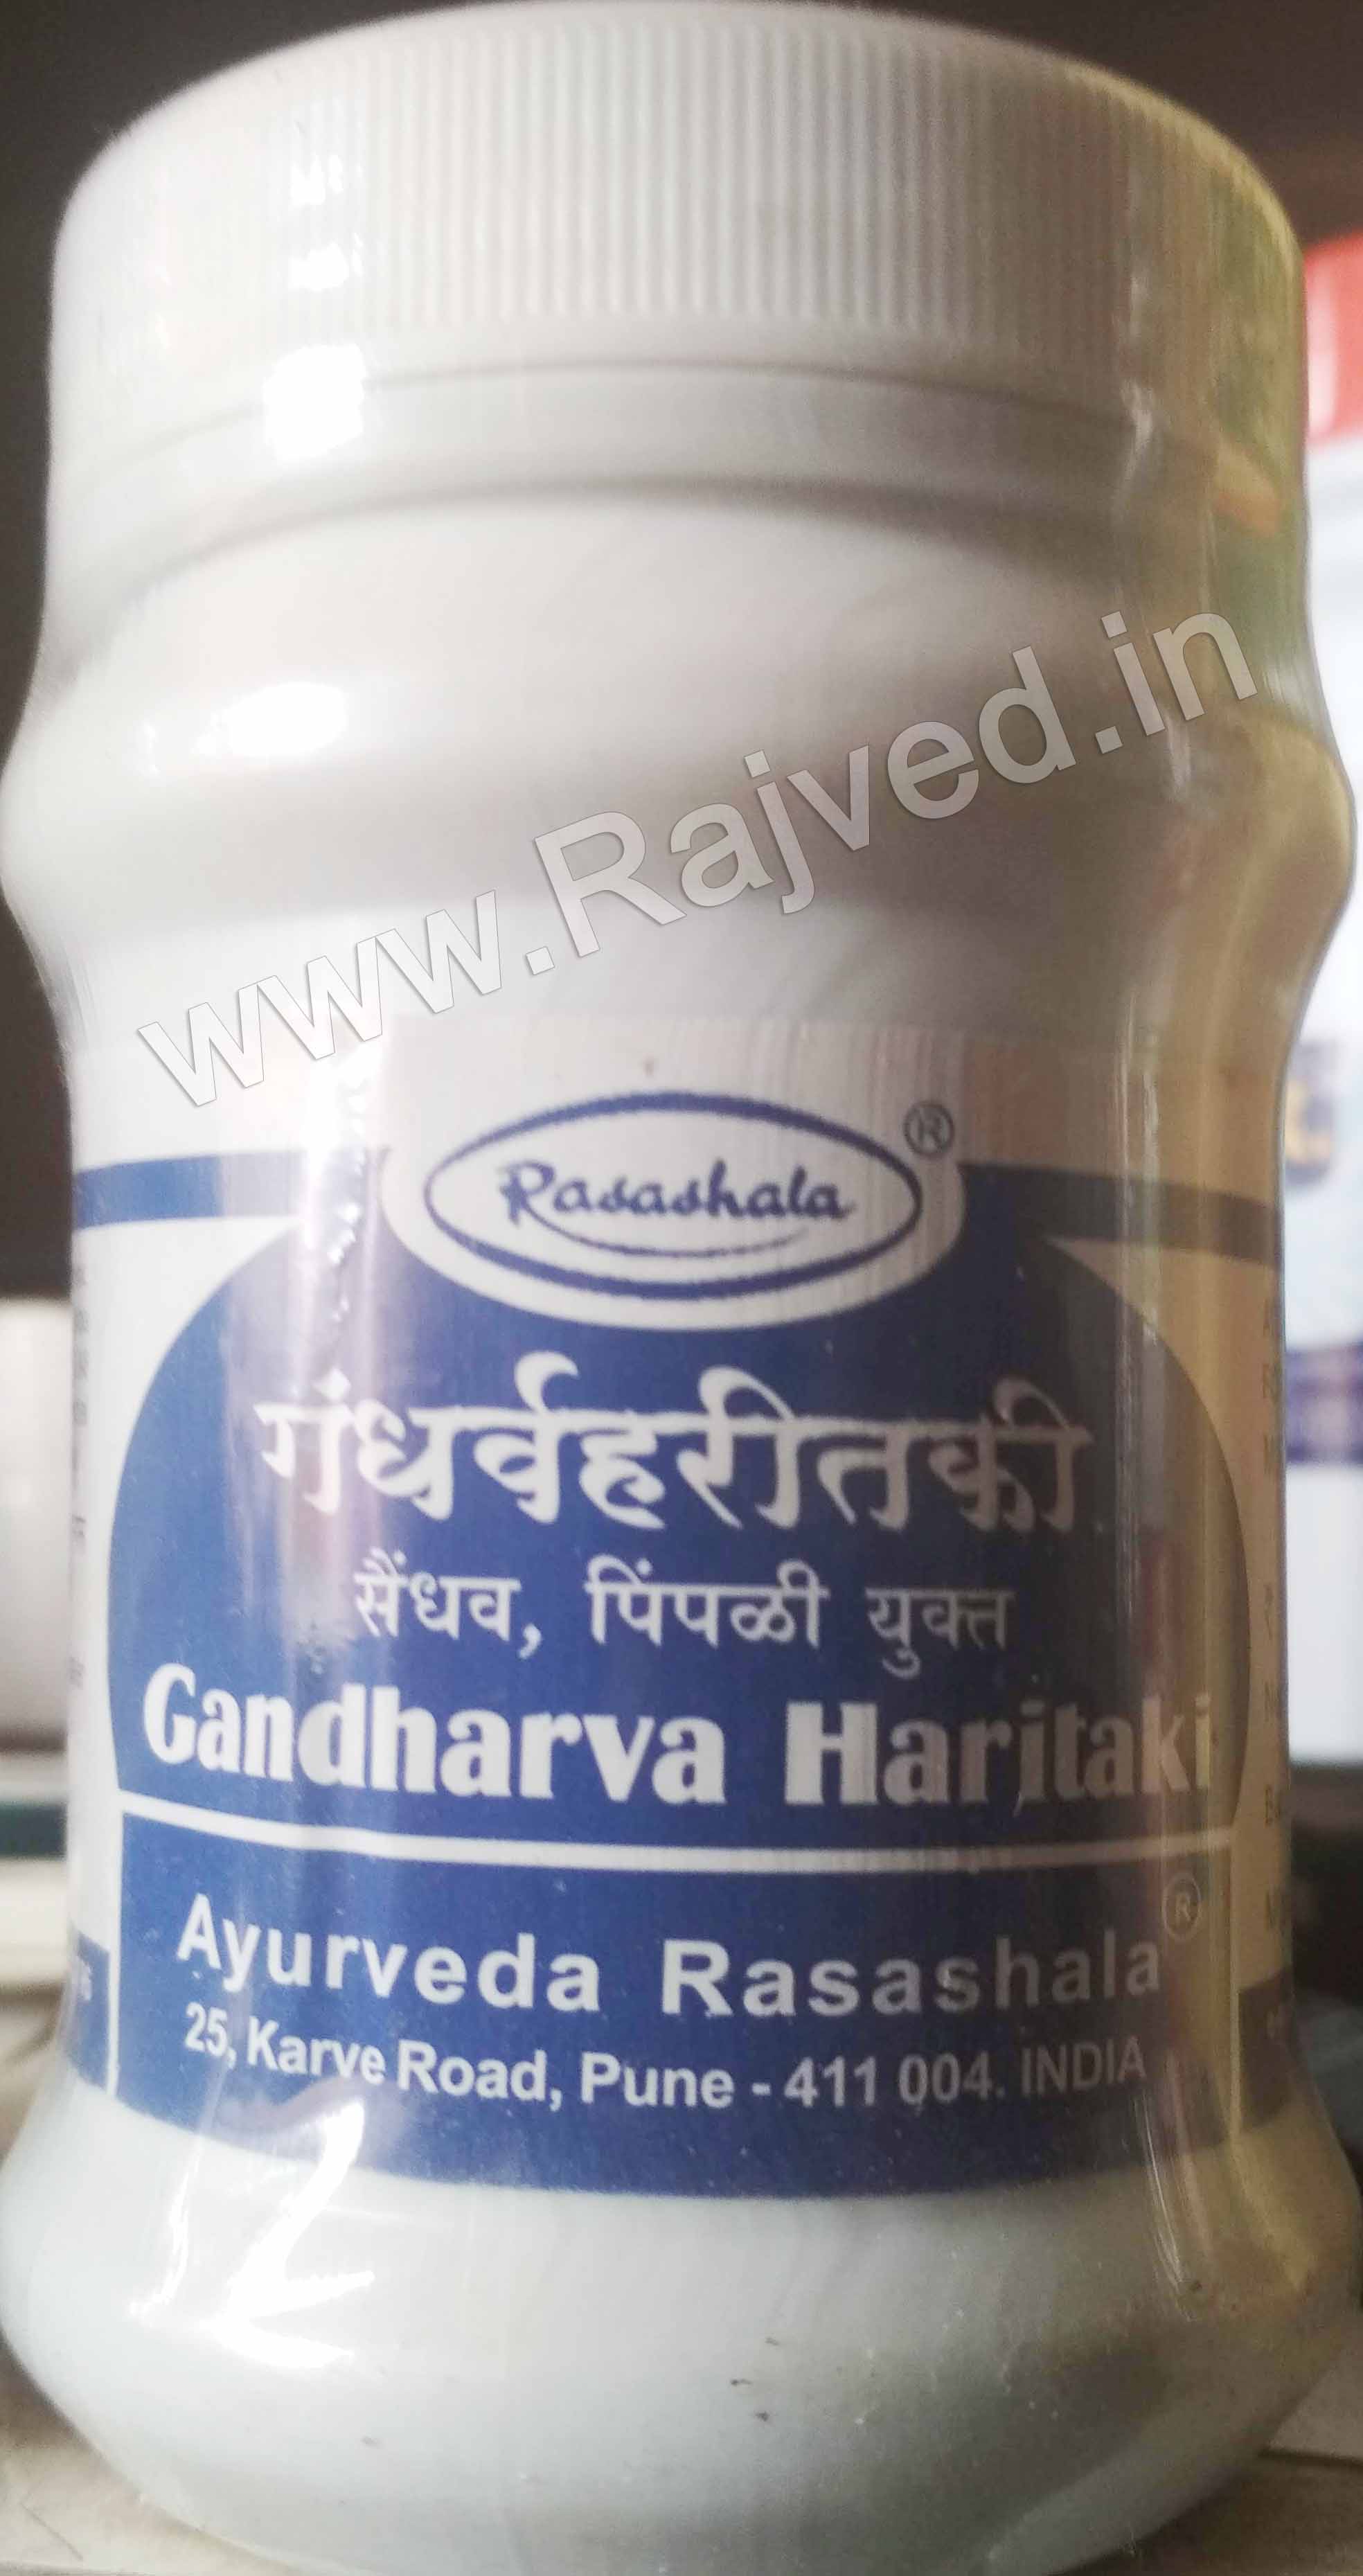 www.Rajved.in
Rasashala ®
गंधर्वहरीतकी
सैंधव, पिंपळी युक्त
Gandharva Haritaki
Ayurveda Rasashala®
25, Karve Road, Pune - 411 004. INDIA